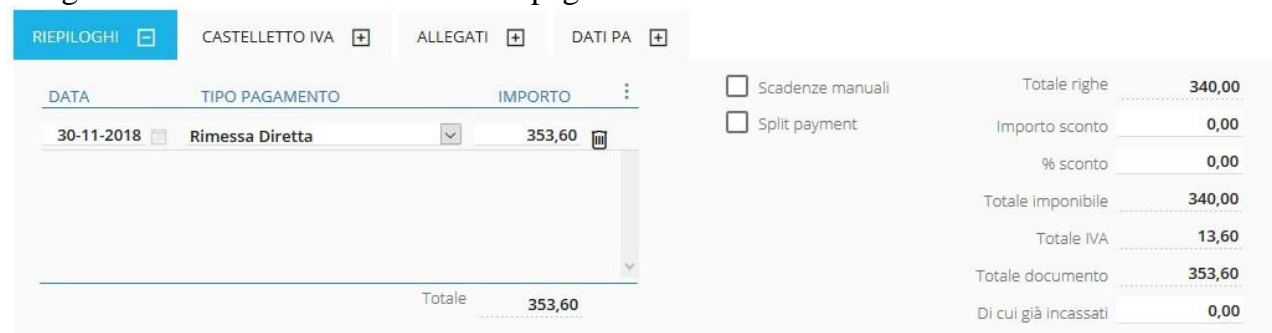 RIEPILOGHI CASTELLETTO IVA ALLEGATI DATI PA
DATA TIPO PAGAMENTO IMPORTO
30-11-2018 Rimessa Diretta 353,60
Totale 353,60
Scadenze manuali
Split payment
Totale righe 340,00
Importo sconto 0,00
% sconto 0,00
Totale imponibile 340,00
Totale IVA 13,60
Totale documento 353,60
Di cui già incassati 0,00